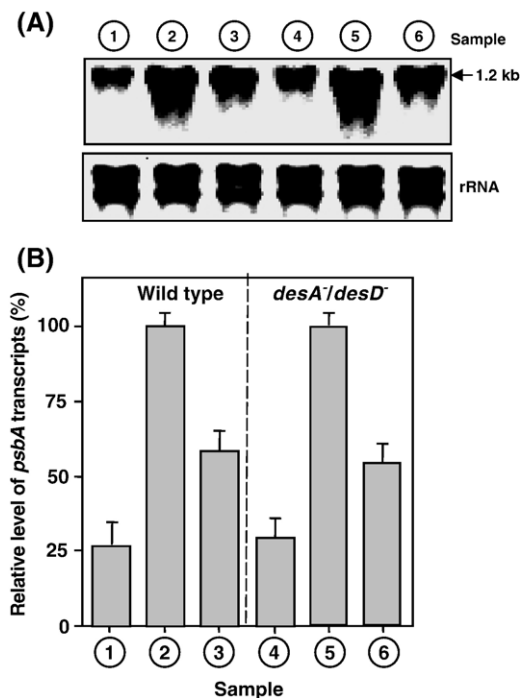 (A)
1 2 3 4 5 6 Sample
1.2 kb
rRNA
(B)
Wild type desA⁻/desD⁻
Relative level of psbA transcripts (%)
100
75
50
25
0
1 2 3 4 5 6
Sample